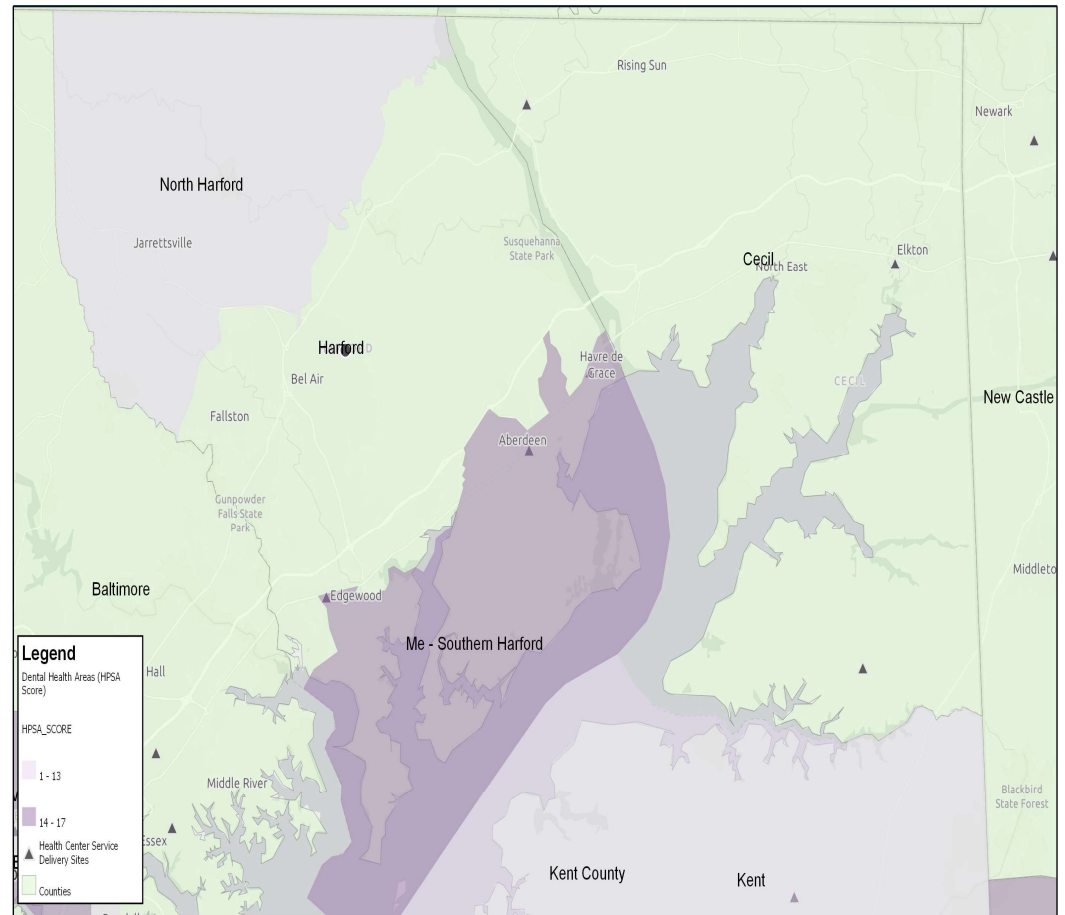 Rising Sun
Newark
North Harford
Jarrettsville
Susquehanna
State Park
Elkton
Cecil
North East
Harford
D
Havre de
Grace
Bel Air
CECIL
New Castle
Fallston
Aberdeen
Gunpowder
Falls State
Park
Middleto
Baltimore
Edgewood
Me - Southern Harford
Legend
Hall
Dental Health Areas (HPSA
Score)
HPSA_SCORE
1 - 13
Middle River
Blackbird
State Forest
14 - 17
Essex
Health Center Service
Delivery Sites
Kent County
Kent
Counties